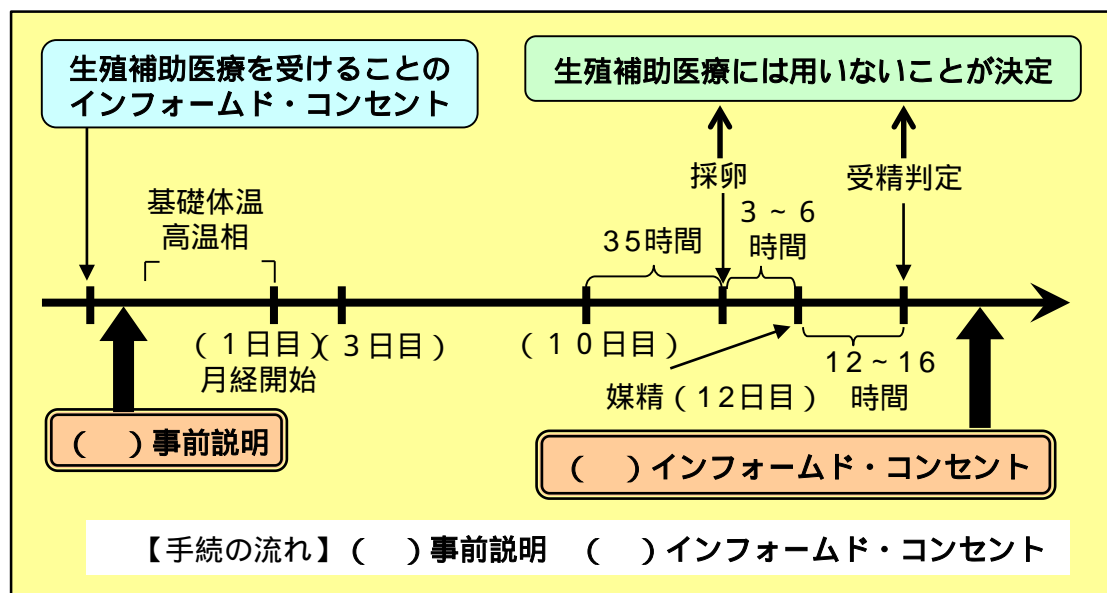 生殖補助医療を受けることの
インフォームド・コンセント
生殖補助医療には用いないことが決定
採卵
受精判定
基礎体温
高温相
35時間
3~6
時間
(1日目)(3日目)
月経開始
(10日目)
媒精(12日目)
12~16
時間
(　)事前説明
(　)インフォームド・コンセント
【手続の流れ】(　)事前説明　(　)インフォームド・コンセント